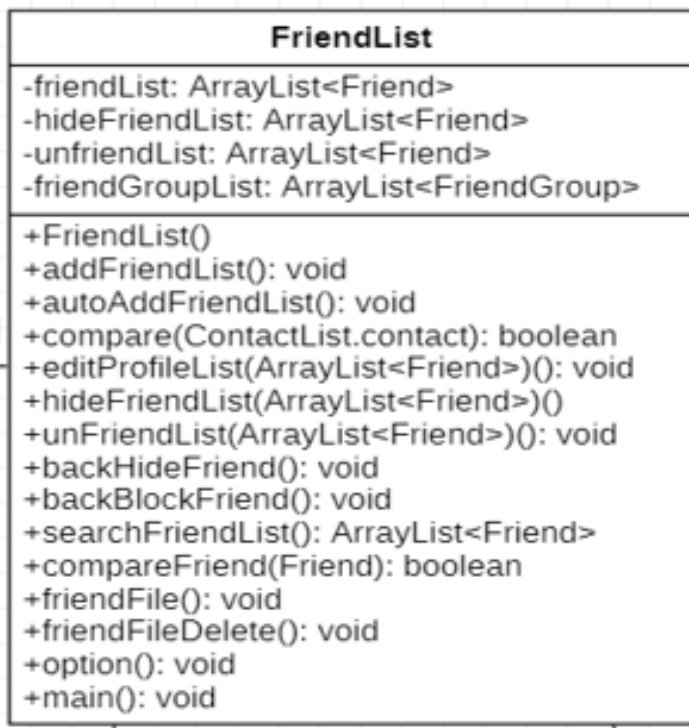 FriendList
-friendList: ArrayList<Friend>
-hideFriendList: ArrayList<Friend>
-unfriendList: ArrayList<Friend>
-friendGroupList: ArrayList<FriendGroup>
+FriendList()
+addFriendList(): void
+autoAddFriendList(): void
+compare(ContactList.contact): boolean
+editProfileList(ArrayList<Friend>)(): void
+hideFriendList(ArrayList<Friend>)()
+unFriendList(ArrayList<Friend>)(): void
+backHideFriend(): void
+backBlockFriend(): void
+searchFriendList(): ArrayList<Friend>
+compareFriend(Friend): boolean
+friendFile(): void
+friendFileDelete(): void
+option(): void
+main(): void